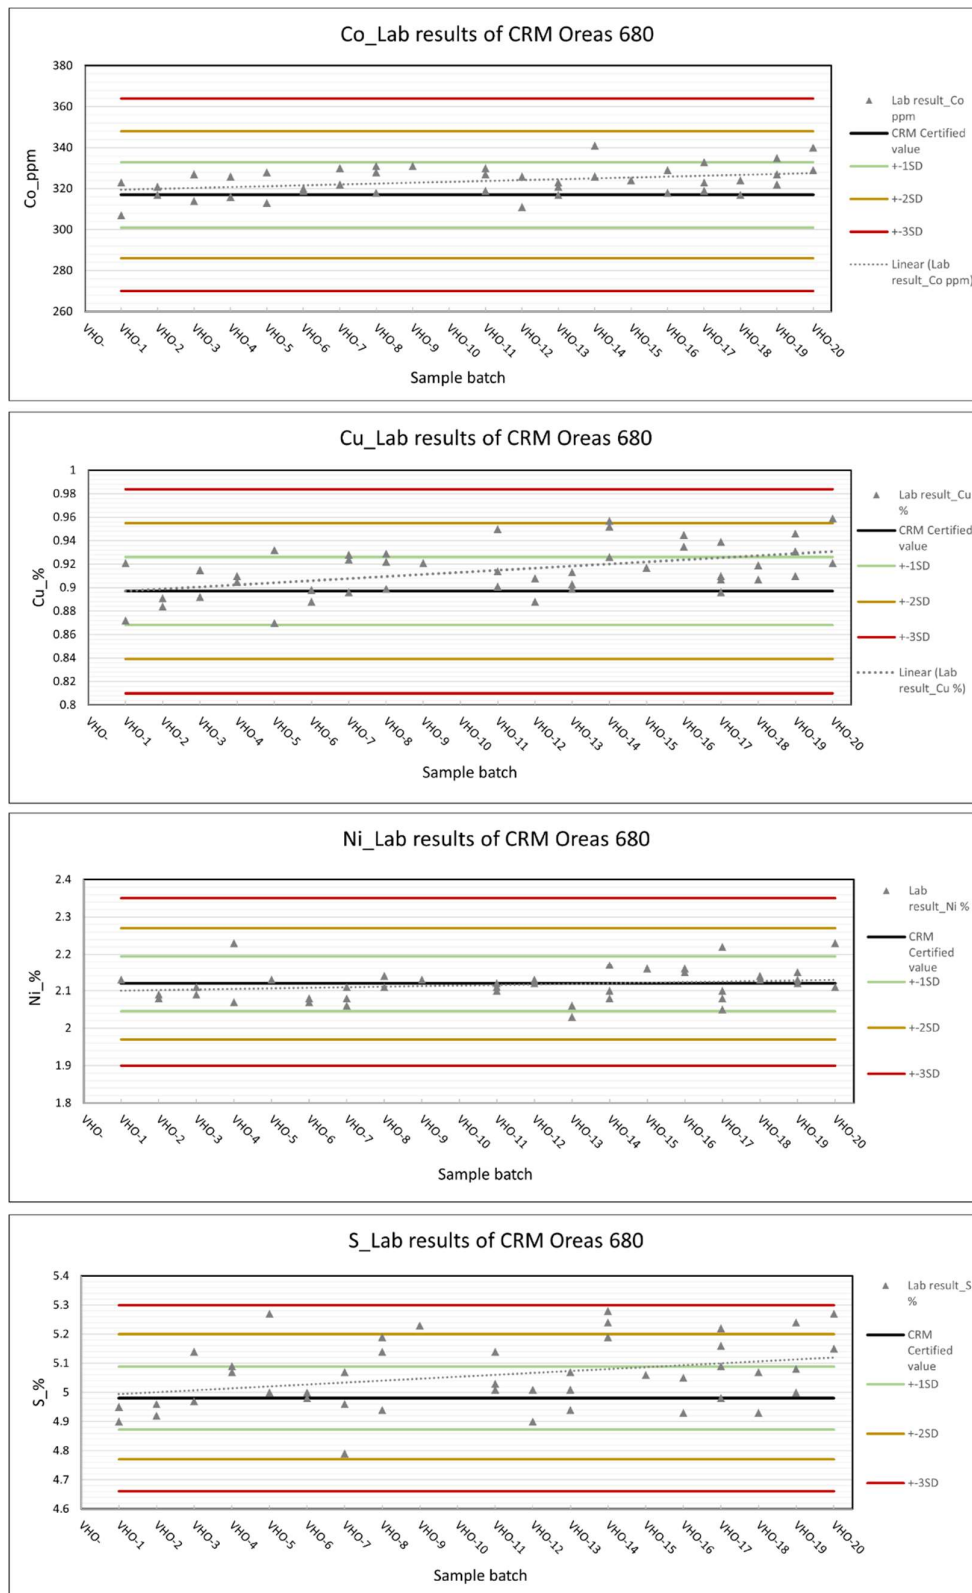 Co_Lab results of CRM Oreas 680
380
360
340
320
300
280
260
Co_ppm
VHO-
VHO-1
VHO-2
VHO-3
VHO-4
VHO-5
VHO-6
VHO-7
VHO-8
VHO-9
VHO-10
VHO-11
VHO-12
VHO-13
VHO-14
VHO-15
VHO-16
VHO-17
VHO-18
VHO-19
VHO-20
Sample batch
Lab result_Co
ppm
CRM Certified
value
+-1SD
+-2SD
+-3SD
Linear (Lab
result_Co ppm)
Cu_Lab results of CRM Oreas 680
1
0.98
0.96
0.94
0.92
0.9
0.88
0.86
0.84
0.82
0.8
Cu_%
VHO-
VHO-1
VHO-2
VHO-3
VHO-4
VHO-5
VHO-6
VHO-7
VHO-8
VHO-9
VHO-10
VHO-11
VHO-12
VHO-13
VHO-14
VHO-15
VHO-16
VHO-17
VHO-18
VHO-19
VHO-20
Sample batch
Lab result_Cu
%
CRM Certified
value
+-1SD
+-2SD
+-3SD
Linear (Lab
result_Cu %)
Ni_Lab results of CRM Oreas 680
2.4
2.3
2.2
2.1
2
1.9
1.8
Ni_%
VHO-
VHO-1
VHO-2
VHO-3
VHO-4
VHO-5
VHO-6
VHO-7
VHO-8
VHO-9
VHO-10
VHO-11
VHO-12
VHO-13
VHO-14
VHO-15
VHO-16
VHO-17
VHO-18
VHO-19
VHO-20
Sample batch
Lab
result_Ni %
CRM
Certified
value
+-1SD
+-2SD
+-3SD
S_Lab results of CRM Oreas 680
5.4
5.3
5.2
5.1
5
4.9
4.8
4.7
4.6
S_%
VHO-
VHO-1
VHO-2
VHO-3
VHO-4
VHO-5
VHO-6
VHO-7
VHO-8
VHO-9
VHO-10
VHO-11
VHO-12
VHO-13
VHO-14
VHO-15
VHO-16
VHO-17
VHO-18
VHO-19
VHO-20
Sample batch
Lab result_S
%
CRM
Certified
value
+-1SD
+-2SD
+-3SD